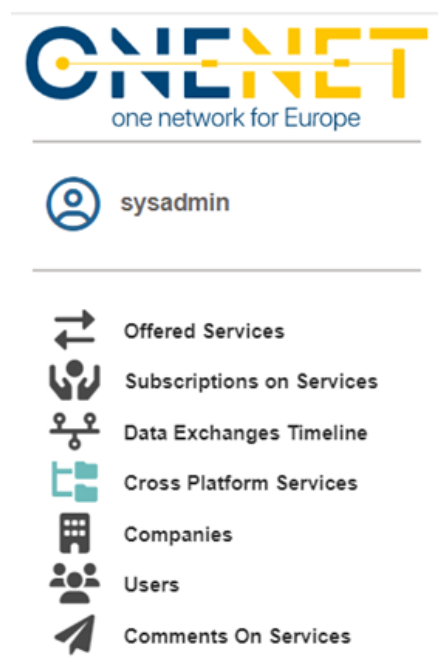 ONENET
one network for Europe
sysadmin
Offered Services
Subscriptions on Services
Data Exchanges Timeline
Cross Platform Services
Companies
Users
Comments On Services